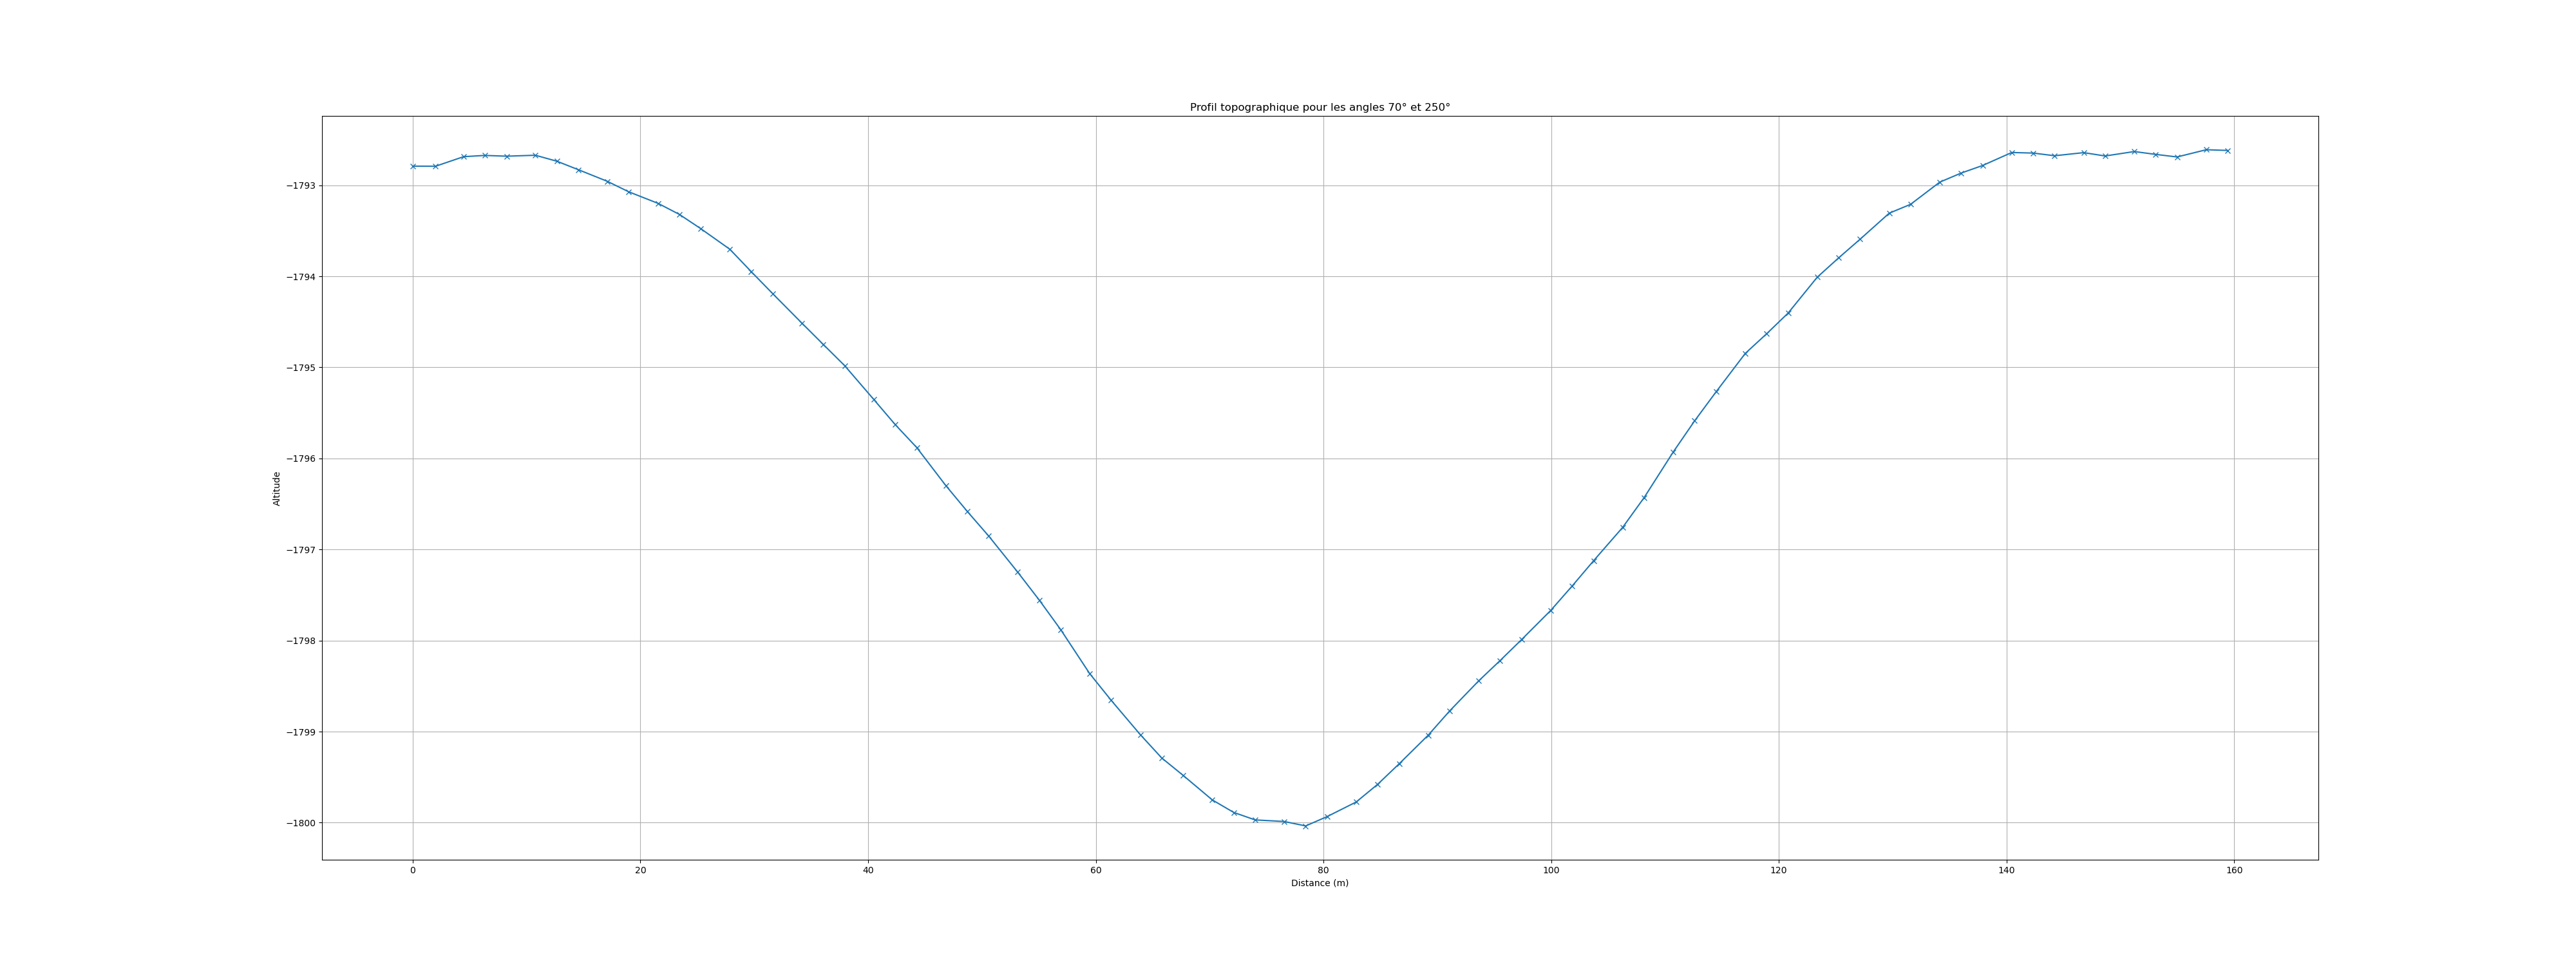 Profil topographique pour les angles 70° et 250°
−1793
−1794
−1795
−1796
−1797
−1798
−1799
−1800
Altitude
0 20 40 60 80 100 120 140 160
Distance (m)